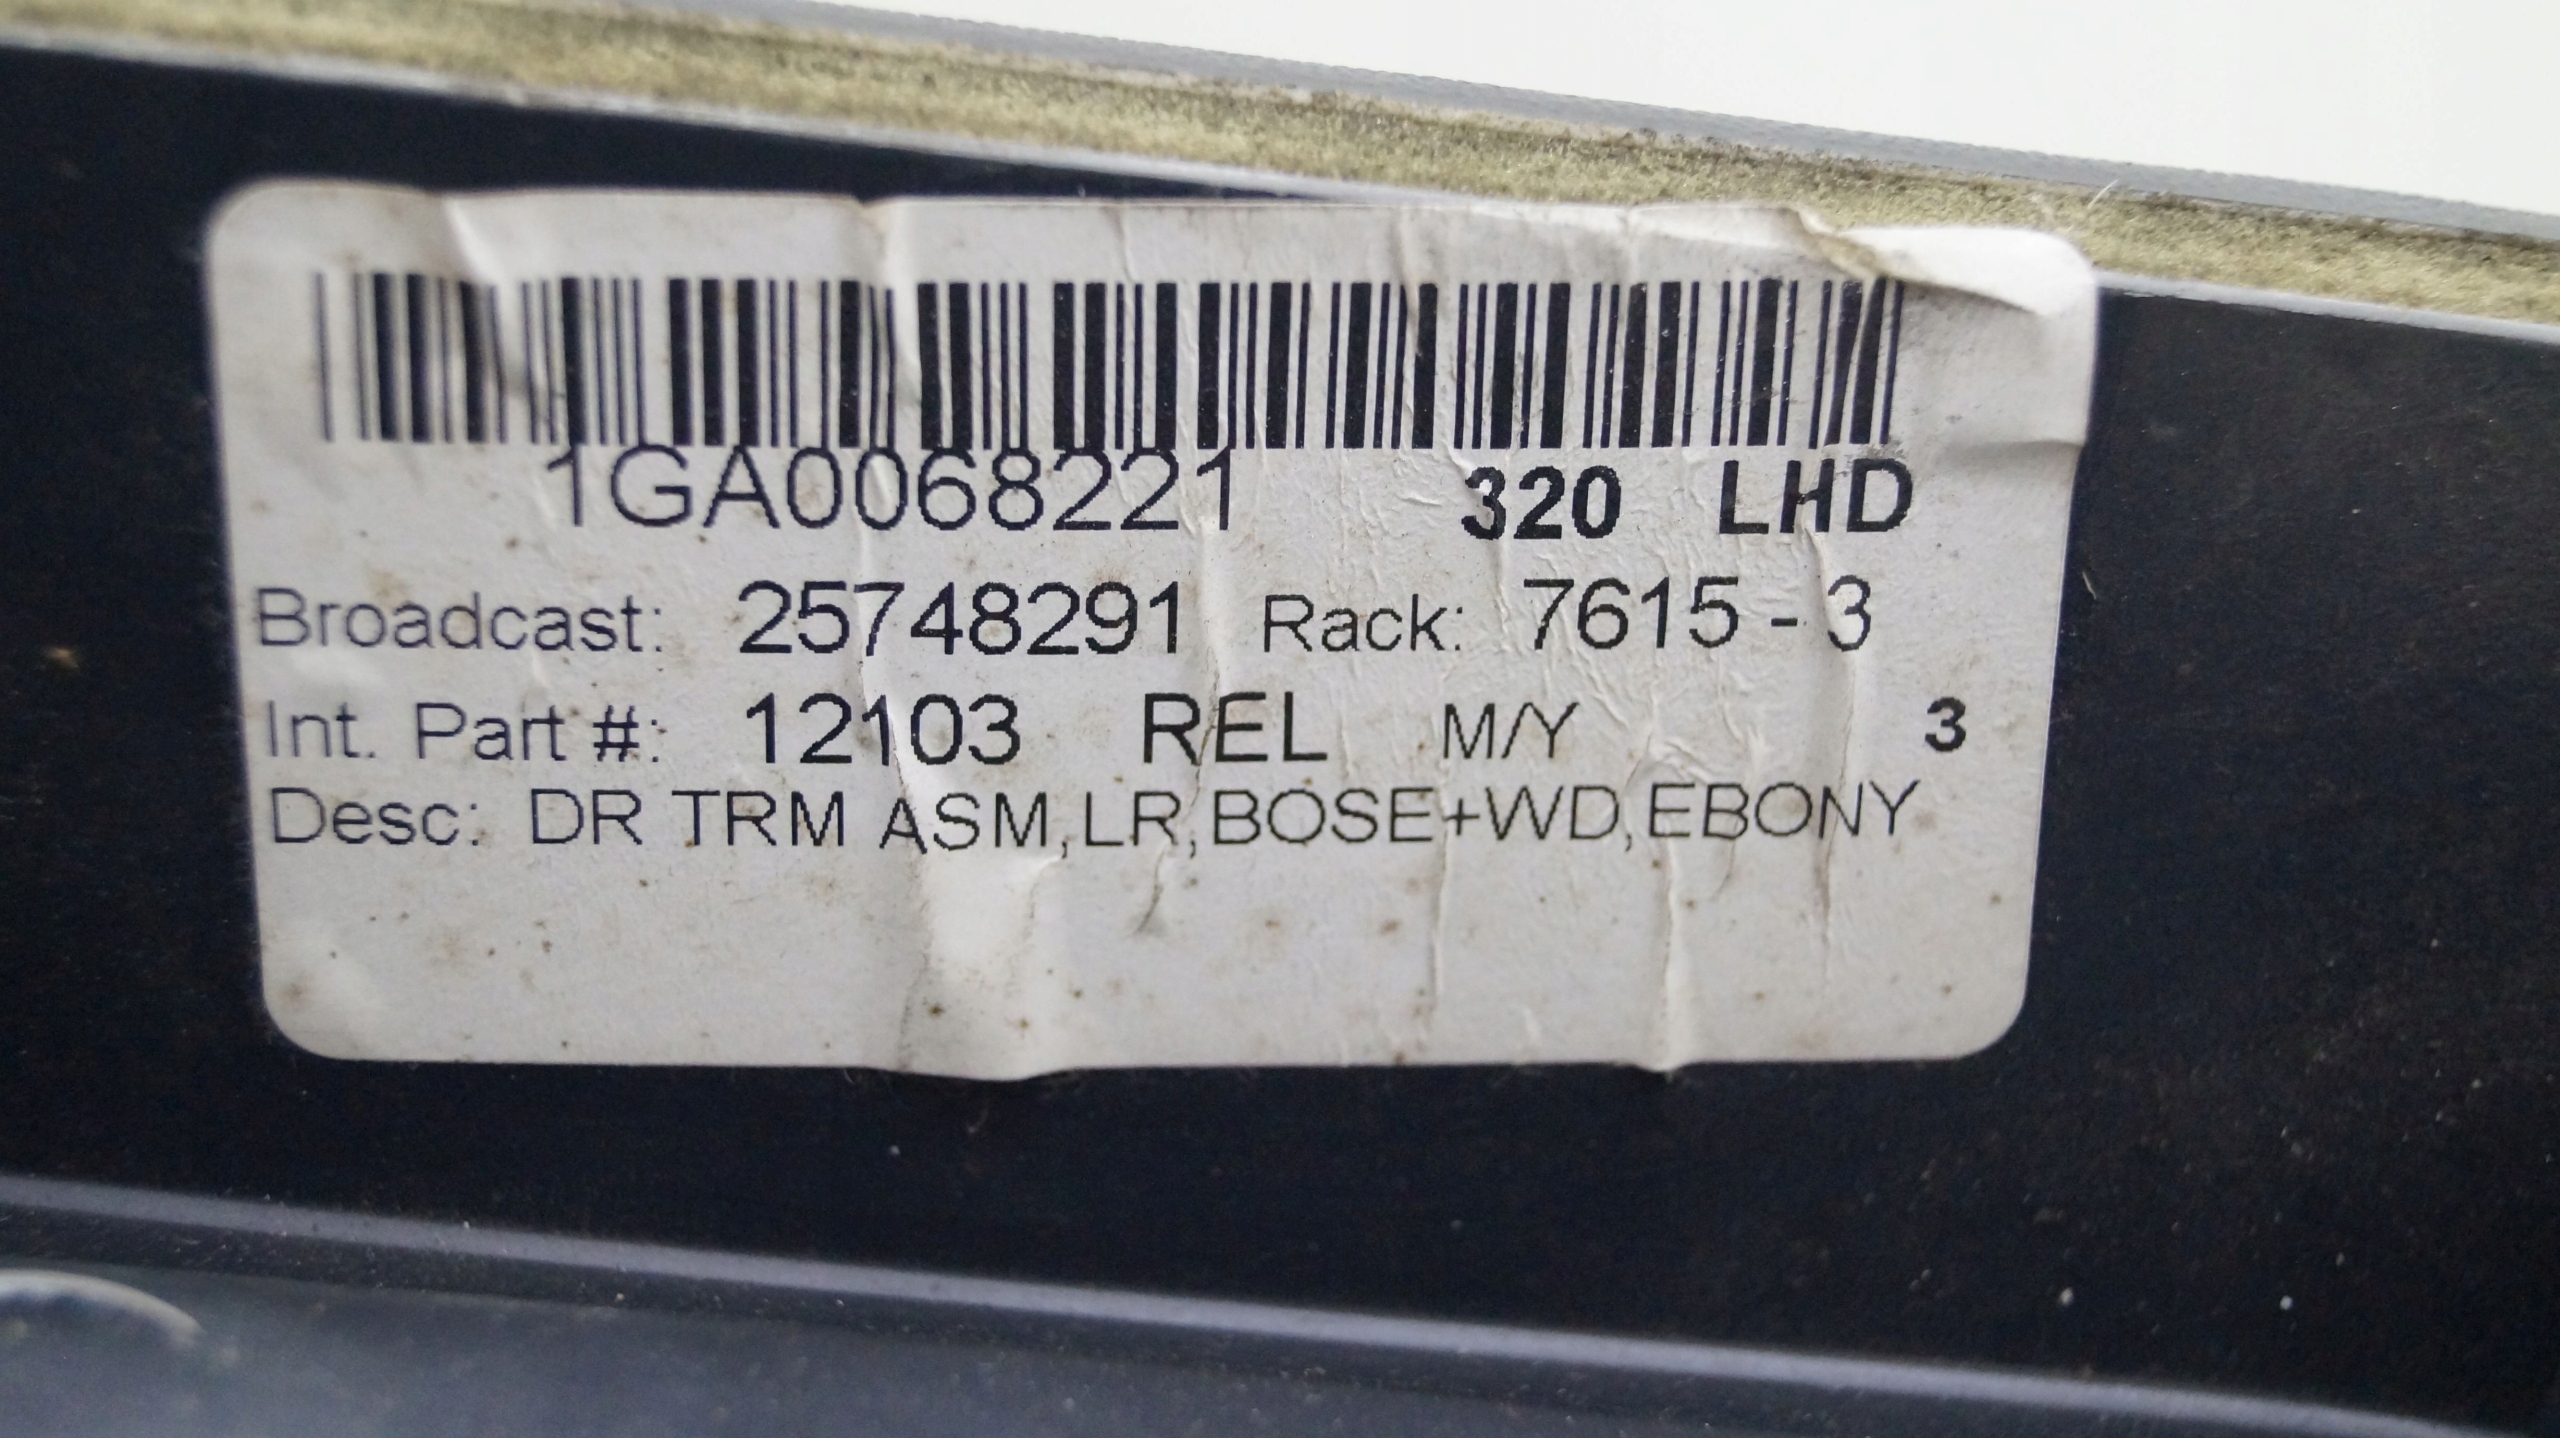 1GA0068221 320 LHD
Broadcast: 25748291 Rack: 7615 - 3
Int. Part #: 12103 REL M/Y 3
Desc: DR TRM ASM,LR,BOSE+WD,EBONY